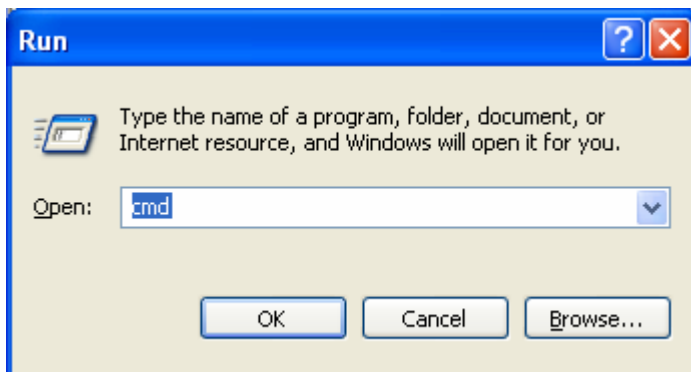 Run
Type the name of a program, folder, document, or
Internet resource, and Windows will open it for you.
Open: cmd
OK Cancel Browse...